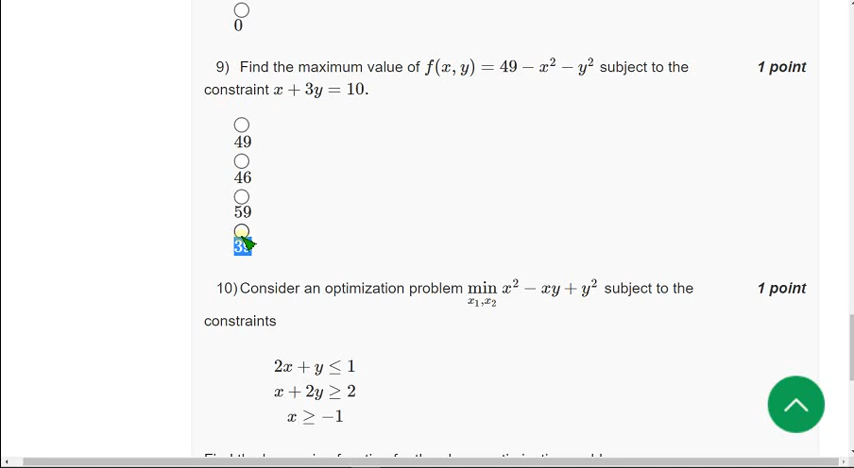 0
9) Find the maximum value of f(x, y) = 49 − x² − y² subject to the 1 point
constraint x + 3y = 10.
49
46
59
10) Consider an optimization problem min x² − xy + y² subject to the 1 point
x₁,x₂
constraints
2x + y ≤ 1
x + 2y ≥ 2
x ≥ −1